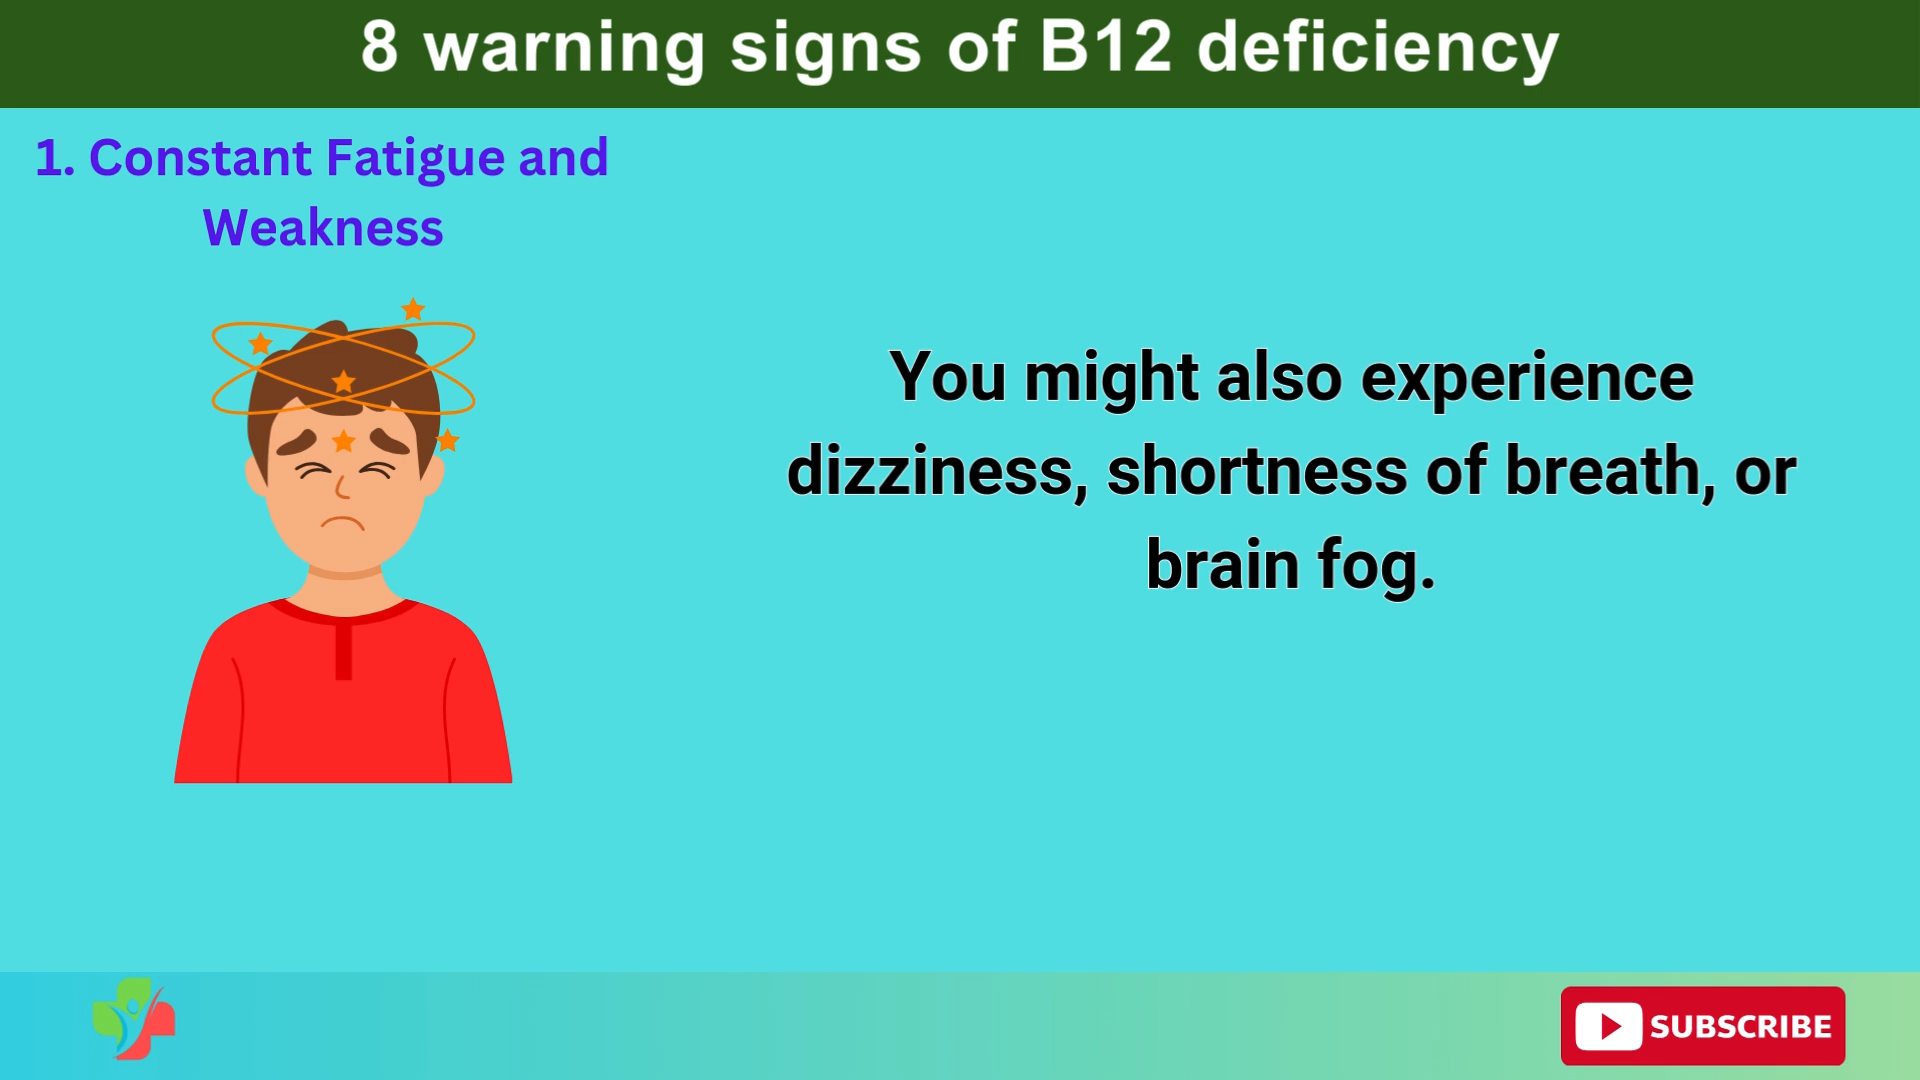 8 warning signs of B12 deficiency
1. Constant Fatigue and
Weakness
You might also experience
dizziness, shortness of breath, or
brain fog.
SUBSCRIBE